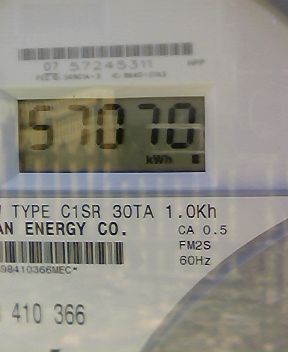 07 57245311
57070
kWh
TYPE C1SR 30TA 1.0Kh
AN ENERGY CO.
CA 0.5
FM2S
60Hz
98410366MEC*
410 366